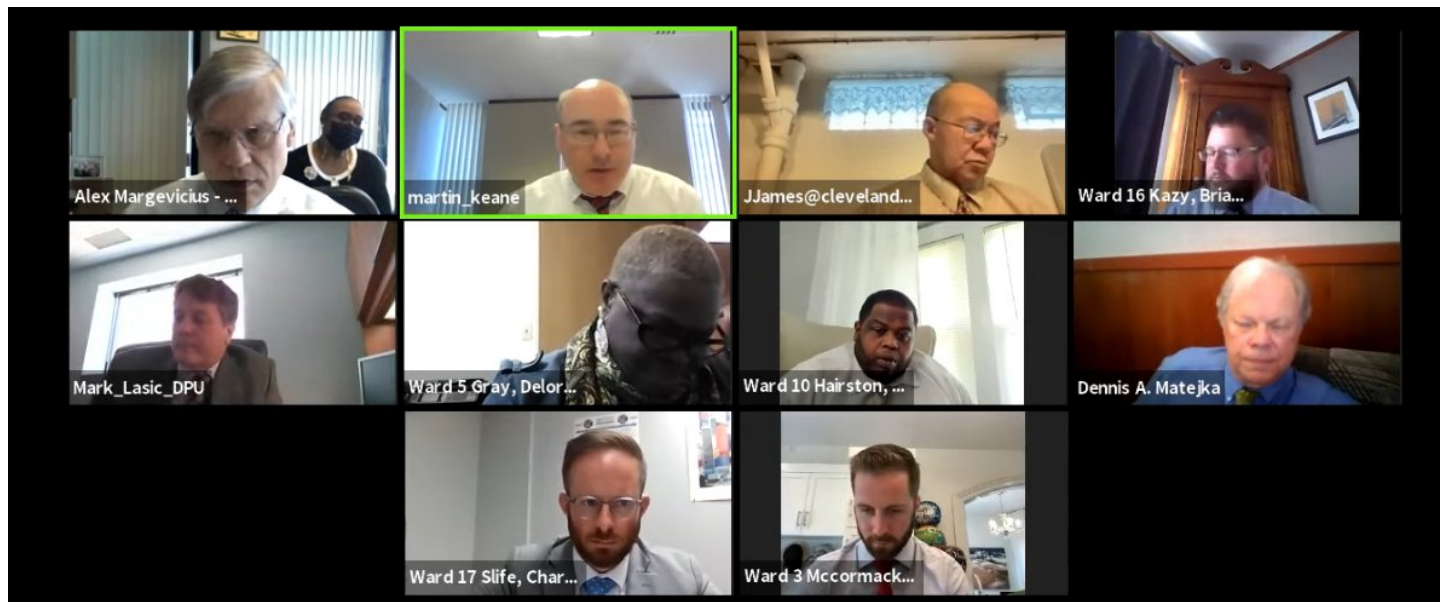 Alex Margevicius - ...
martin_keane
JJames@cleveland...
Ward 16 Kazy, Bria...
Mark_Lasic_DPU
Ward 5 Gray, Delor...
Ward 10 Hairston, ...
Dennis A. Matejka
Ward 17 Slife, Char...
Ward 3 Mccormack...